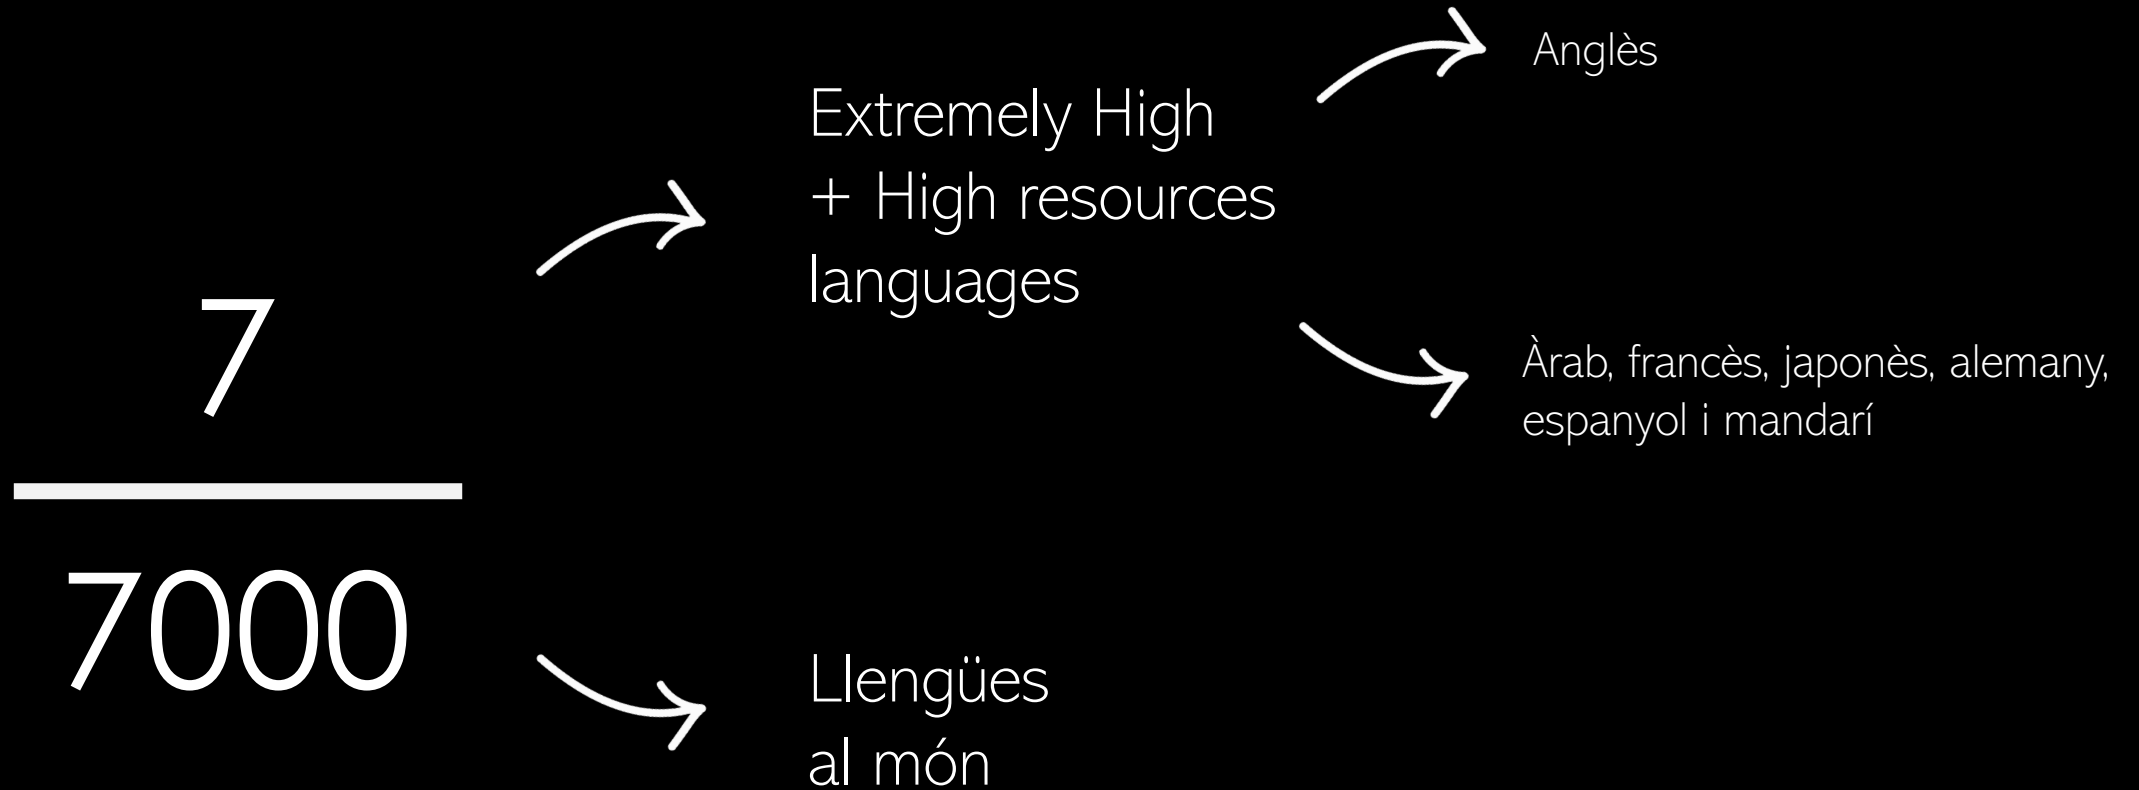 7
7000
Extremely High
+ High resources
languages
Anglès
Àrab, francès, japonès, alemany,
espanyol i mandarí
Llengües
al món